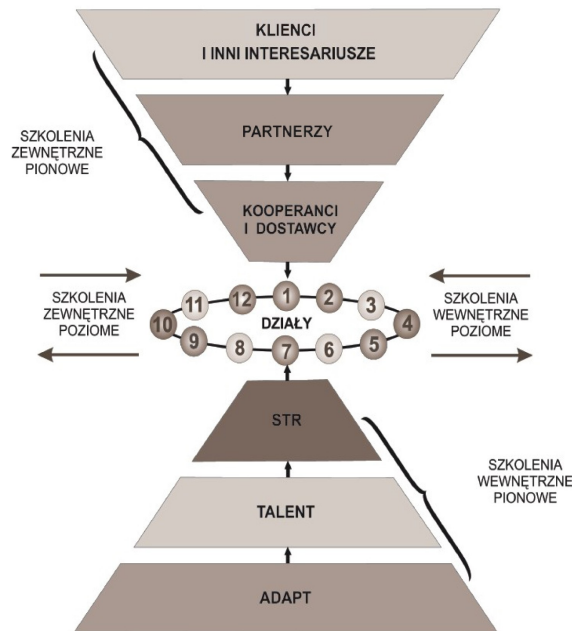 KLIENCI
I INNI INTERESARIUSZE
PARTNERZY
SZKOLENIA
ZEWNĘTRZNE
PIONOWE
KOOPERANCI
I DOSTAWCY
SZKOLENIA
ZEWNĘTRZNE
POZIOME
11
12
1
2
3
10
DZIAŁY
4
9
8
7
6
5
SZKOLENIA
WEWNĘTRZNE
POZIOME
STR
SZKOLENIA
WEWNĘTRZNE
PIONOWE
TALENT
ADAPT